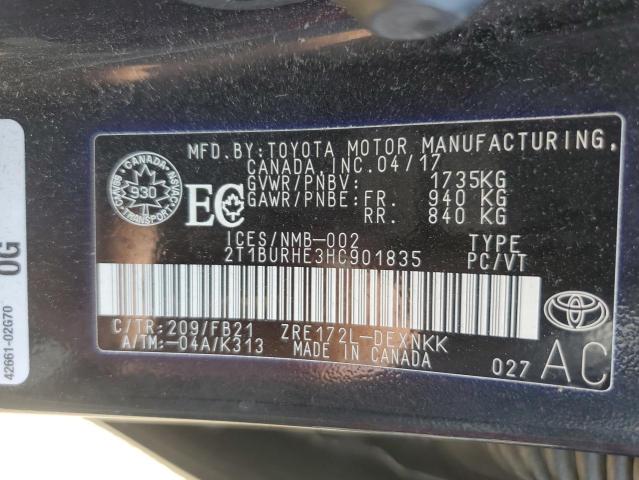 MFD.BY:TOYOTA MOTOR MANUFACTURING,
CANADA,INC.04/17
GVWR/PNBV: 1735KG
GAWR/PNBE:FR. 940 KG
RR. 840 KG
CANADA
930
TRANSPORT
EC
ICES/NMB-002 TYPE
2T1BURHE3HC901835 PC/VT
C/TR:209/FB21 ZRE172L-DEXNKK
A/TM:-04A/K313 MADE IN CANADA
027 AC
0G
42661-02G70